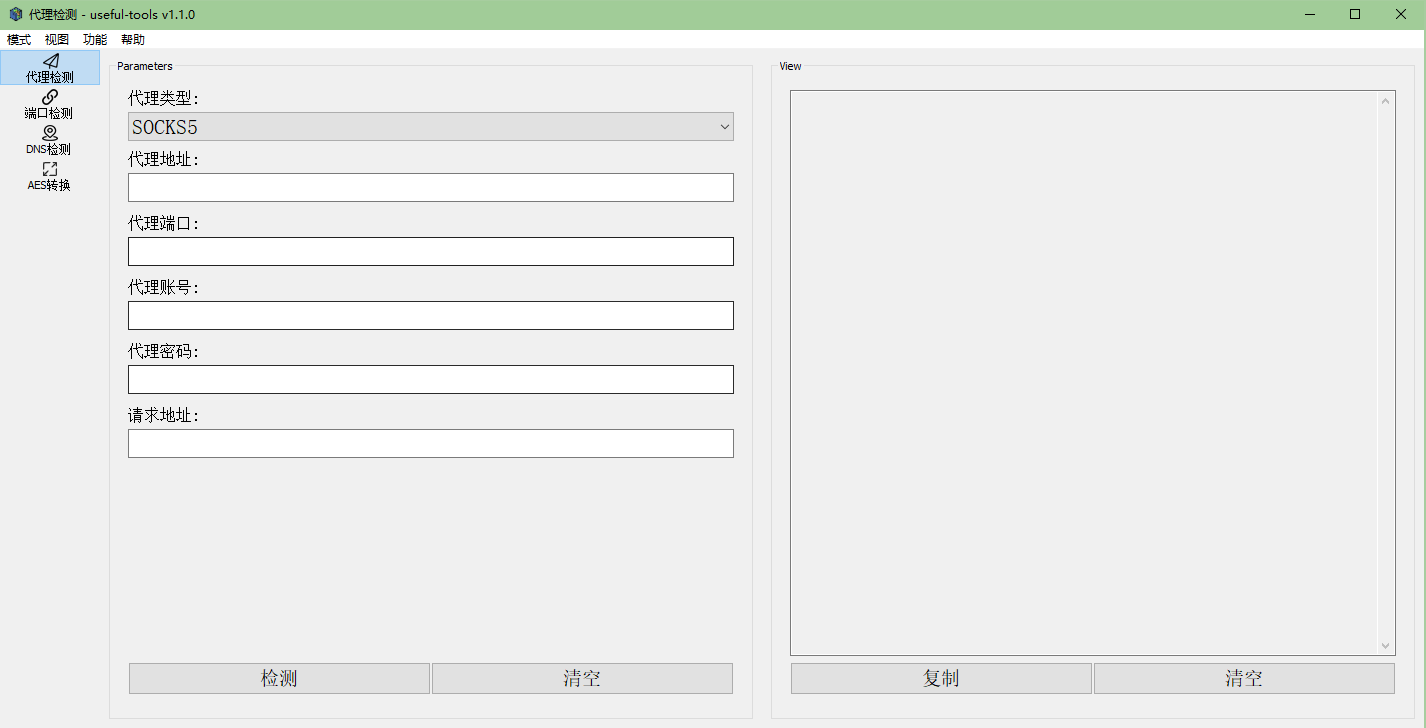 代理检测 - useful-tools v1.1.0
模式 视图 功能 帮助
代理检测
端口检测
DNS检测
AES转换
Parameters
代理类型:
SOCKS5
代理地址:
代理端口:
代理账号:
代理密码:
请求地址:
检测 清空
View
复制 清空